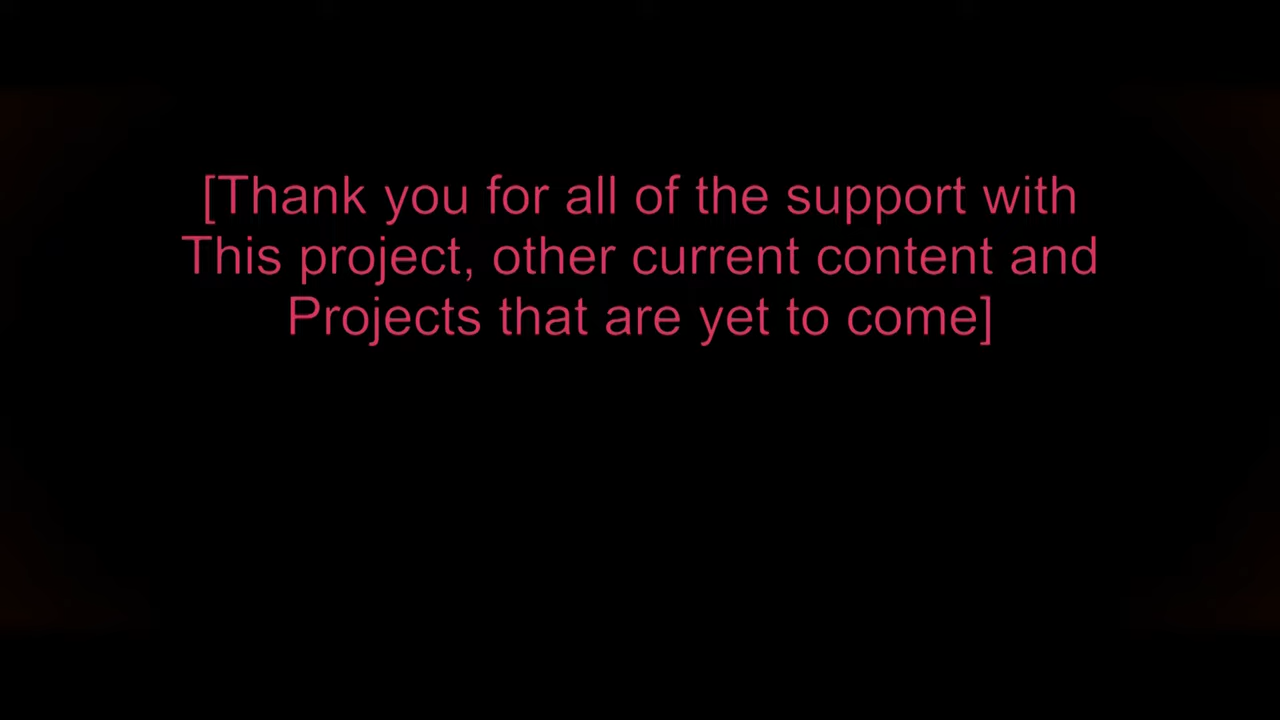 [Thank you for all of the support with
This project, other current content and
Projects that are yet to come]